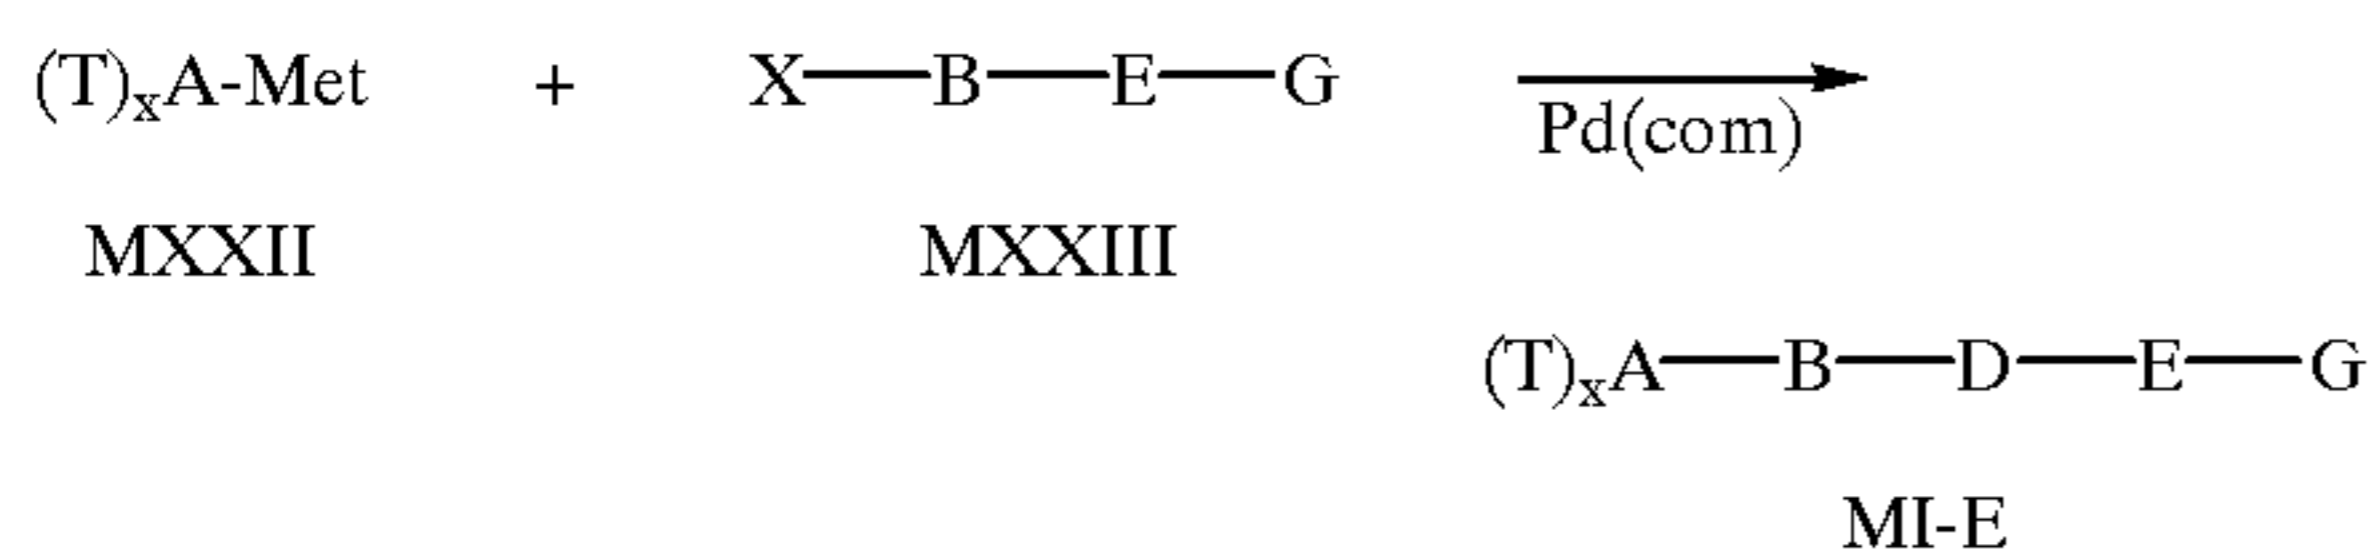 (T)ₓA-Met + X—B—E—G Pd(com)
MXXII MXXIII
(T)ₓA—B—D—E—G
MI-E